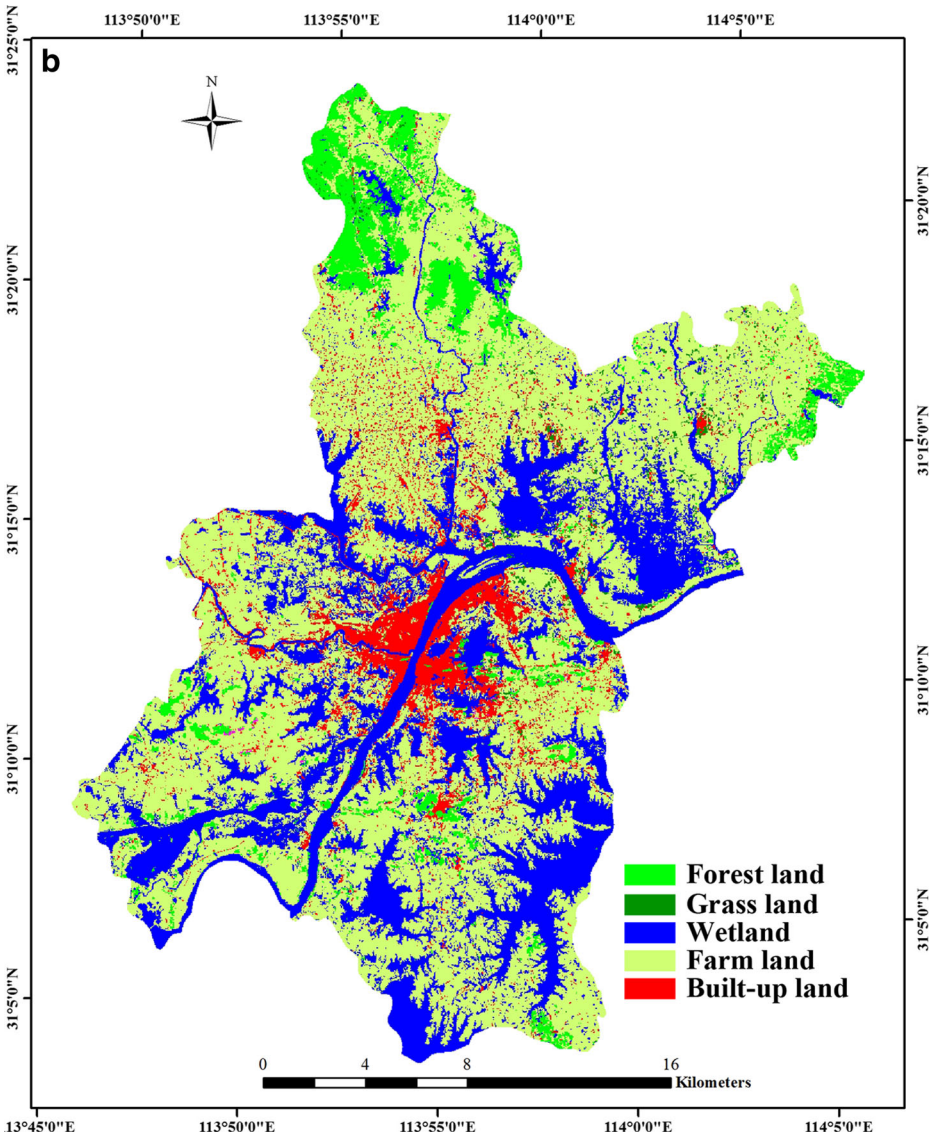 113°50'0"E 113°55'0"E 114°0'0"E 114°5'0"E
31°25'0"N
b
N
31°20'0"N
31°20'0"N
31°15'0"N
31°15'0"N
31°10'0"N
31°10'0"N
Forest land
Grass land
Wetland
31°5'0"N
Farm land
Built-up land
31°5'0"N
0 4 8 16
Kilometers
13°45'0"E 113°50'0"E 113°55'0"E 114°0'0"E 114°5'0"E